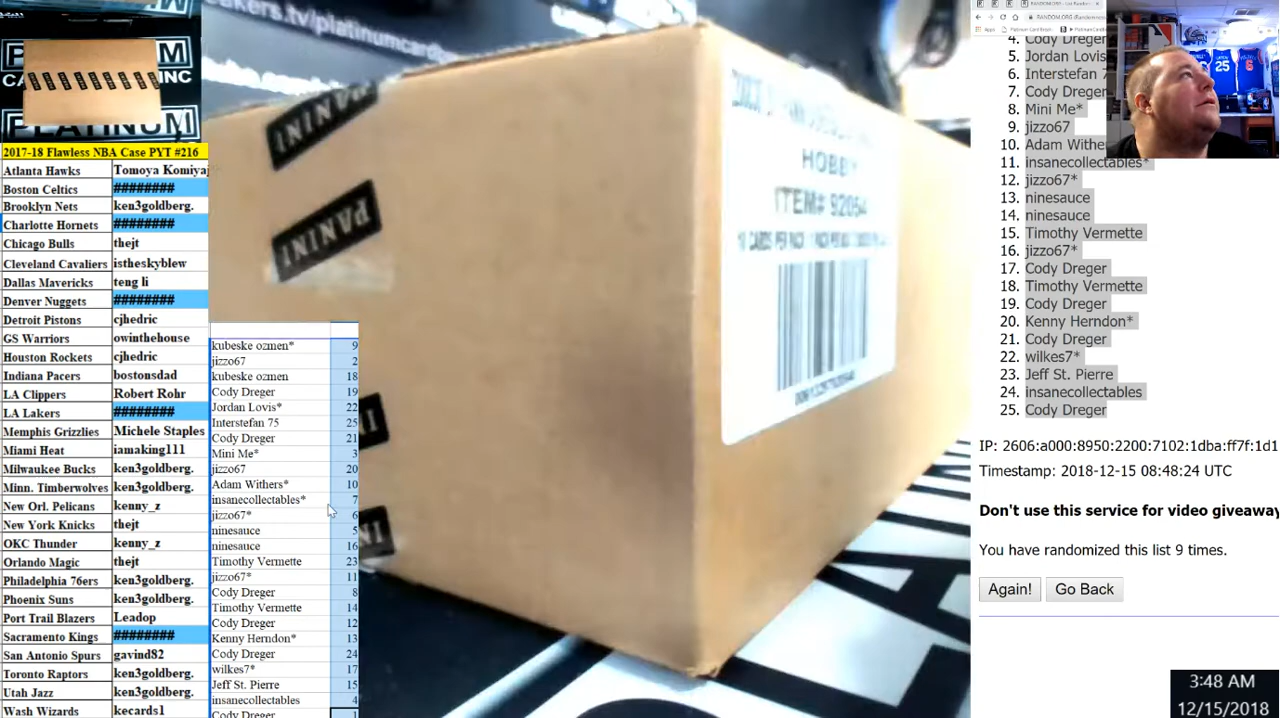 eakers.tv/platinumcard
PLATINUM
INC
PLATINUM
2017-18 Flawless NBA Case PYT #216
Atlanta Hawks Tomoya Komiya
Boston Celtics ########
Brooklyn Nets ken3goldberg.
Charlotte Hornets ########
Chicago Bulls thejt
Cleveland Cavaliers istheskyblew
Dallas Mavericks teng li
Denver Nuggets ########
Detroit Pistons cjhedric
GS Warriors owinthehouse
Houston Rockets cjhedric
Indiana Pacers bostonsdad
LA Clippers Robert Rohr
LA Lakers ########
Memphis Grizzlies Michele Staples
Miami Heat iamaking111
Milwaukee Bucks ken3goldberg.
Minn. Timberwolves ken3goldberg.
New Orl. Pelicans kenny_z
New York Knicks thejt
OKC Thunder kenny_z
Orlando Magic thejt
Philadelphia 76ers ken3goldberg.
Phoenix Suns ken3goldberg.
Port Trail Blazers Leadop
Sacramento Kings ########
San Antonio Spurs gavind82
Toronto Raptors ken3goldberg.
Utah Jazz ken3goldberg.
Wash Wizards kecards1
kubeske ozmen* 9
jizzo67 2
kubeske ozmen 18
Cody Dreger 19
Jordan Lovis* 22
Interstefan 75 25
Cody Dreger 21
Mini Me* 3
jizzo67 20
Adam Withers* 10
insanecollectables* 7
jizzo67* 6
ninesauce 5
ninesauce 16
Timothy Vermette 23
jizzo67* 11
Cody Dreger 8
Timothy Vermette 14
Cody Dreger 12
Kenny Herndon* 13
Cody Dreger 24
wilkes7* 17
Jeff St. Pierre 15
insanecollectables 4
Cody Dreger 1
PANINI
PANINI
HOBBY
ITEM# 92054
4. Cody Dreger
5. Jordan Lovis
6. Interstefan 7
7. Cody Dreger
8. Mini Me*
9. jizzo67
10. Adam Wither
11. insanecollectables*
12. jizzo67*
13. ninesauce
14. ninesauce
15. Timothy Vermette
16. jizzo67*
17. Cody Dreger
18. Timothy Vermette
19. Cody Dreger
20. Kenny Herndon*
21. Cody Dreger
22. wilkes7*
23. Jeff St. Pierre
24. insanecollectables
25. Cody Dreger
IP: 2606:a000:8950:2200:7102:1dba:ff7f:1d1
Timestamp: 2018-12-15 08:48:24 UTC
Don't use this service for video giveaway
You have randomized this list 9 times.
Again! Go Back
3:48 AM
12/15/2018